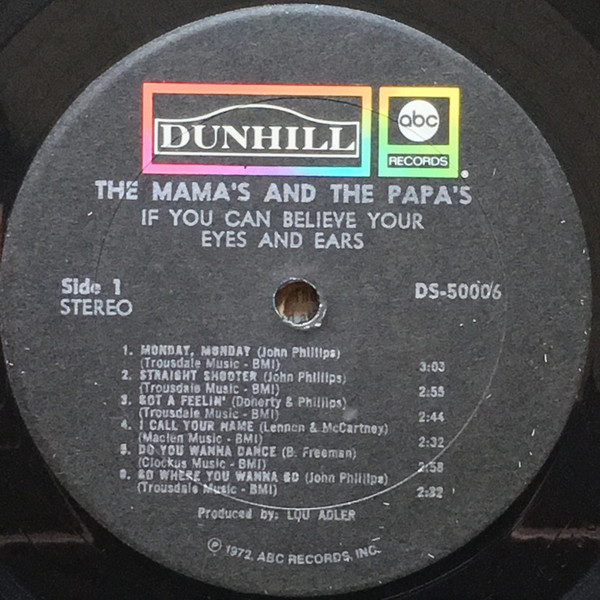 DUNHILL
abc
RECORDS
®
THE MAMA'S AND THE PAPA'S
IF YOU CAN BELIEVE YOUR
EYES AND EARS
Side 1
STEREO
DS-50006
1. MONDAY, MONDAY (John Phillips)
(Trousdale Music - BMI) 3:03
2. STRAIGHT SHOOTER (John Phillips)
(Trousdale Music - BMI) 2:55
3. GOT A FEELIN' (Doherty & Phillips)
(Trousdale Music - BMI) 2:44
4. I CALL YOUR NAME (Lennon & McCartney)
(Maclen Music - BMI) 2:32
5. DO YOU WANNA DANCE (B. Freeman)
(Clockus Music - BMI) 2:58
6. GO WHERE YOU WANNA GO (John Phillips)
(Trousdale Music - BMI) 2:32
Produced by: LOU ADLER
℗ 1972, ABC RECORDS, INC.